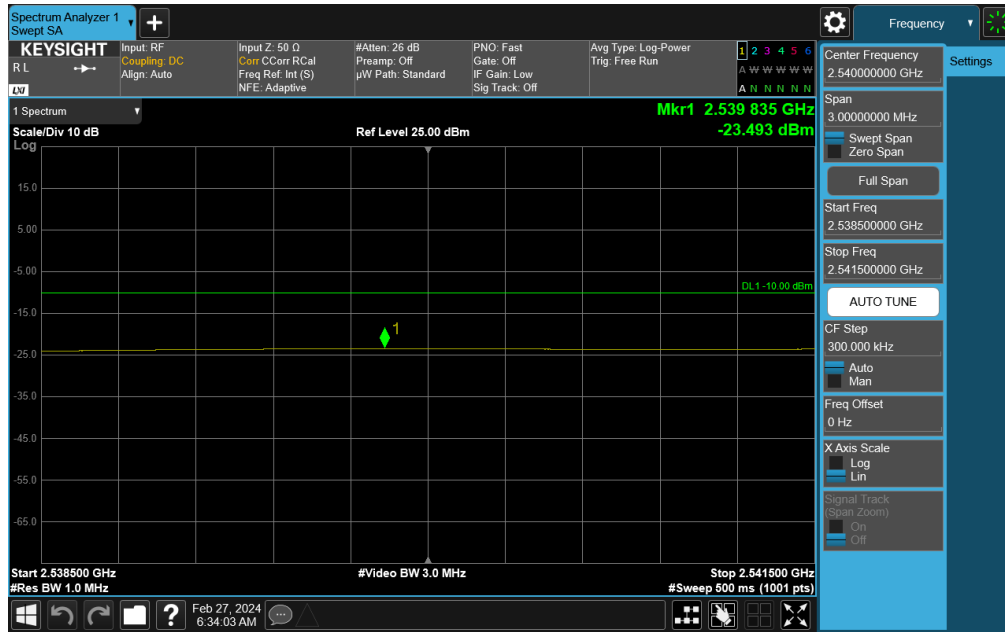 Spectrum Analyzer 1
Swept SA
Frequency
KEYSIGHT
R L
LXI
Input: RF
Coupling: DC
Align: Auto
Input Z: 50 Ω
Corr CCorr RCal
Freq Ref: Int (S)
NFE: Adaptive
#Atten: 26 dB
Preamp: Off
µW Path: Standard
PNO: Fast
Gate: Off
IF Gain: Low
Sig Track: Off
Avg Type: Log-Power
Trig: Free Run
1 2 3 4 5 6
A W W W W W
A N N N N N
Center Frequency
2.540000000 GHz
Settings
Span
3.00000000 MHz
Swept Span
Zero Span
Full Span
Start Freq
2.538500000 GHz
Stop Freq
2.541500000 GHz
AUTO TUNE
CF Step
300.000 kHz
Auto
Man
Freq Offset
0 Hz
X Axis Scale
Log
Lin
Signal Track
(Span Zoom)
On
Off
1 Spectrum
Mkr1 2.539 835 GHz
Scale/Div 10 dB
Ref Level 25.00 dBm
-23.493 dBm
Log
15.0
5.00
-5.00
DL1 -10.00 dBm
-15.0
1
-25.0
-35.0
-45.0
-55.0
-65.0
Start 2.538500 GHz
#Video BW 3.0 MHz
Stop 2.541500 GHz
#Res BW 1.0 MHz
#Sweep 500 ms (1001 pts)
?
Feb 27, 2024
6:34:03 AM